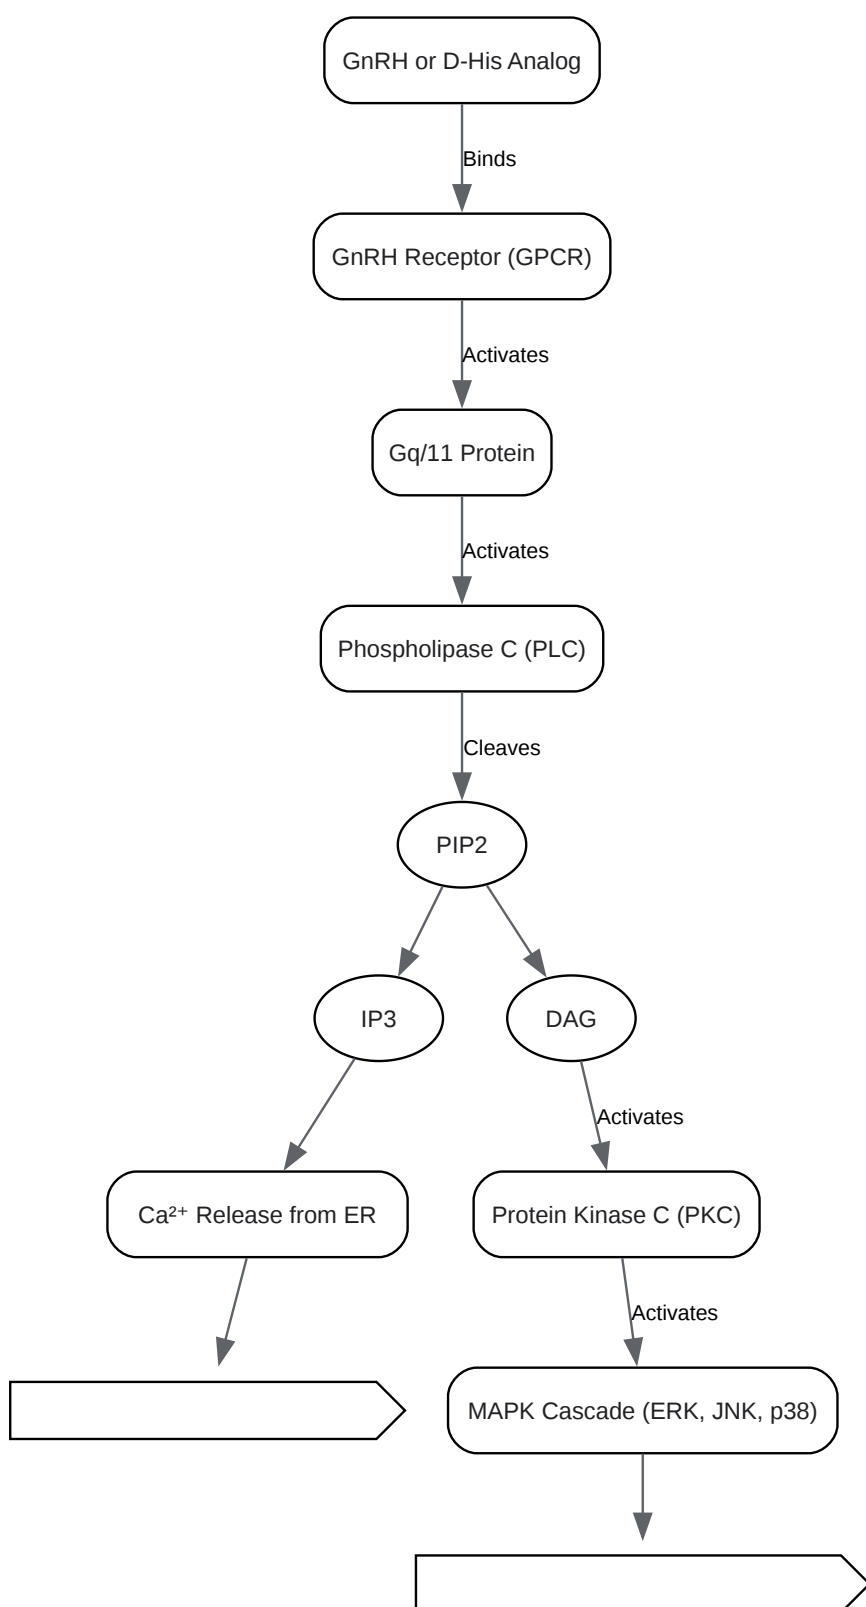 GnRH or D-His Analog
Binds
GnRH Receptor (GPCR)
Activates
Gq/11 Protein
Activates
Phospholipase C (PLC)
Cleaves
PIP2
IP3
DAG
Activates
Ca²⁺ Release from ER
Protein Kinase C (PKC)
Activates
MAPK Cascade (ERK, JNK, p38)